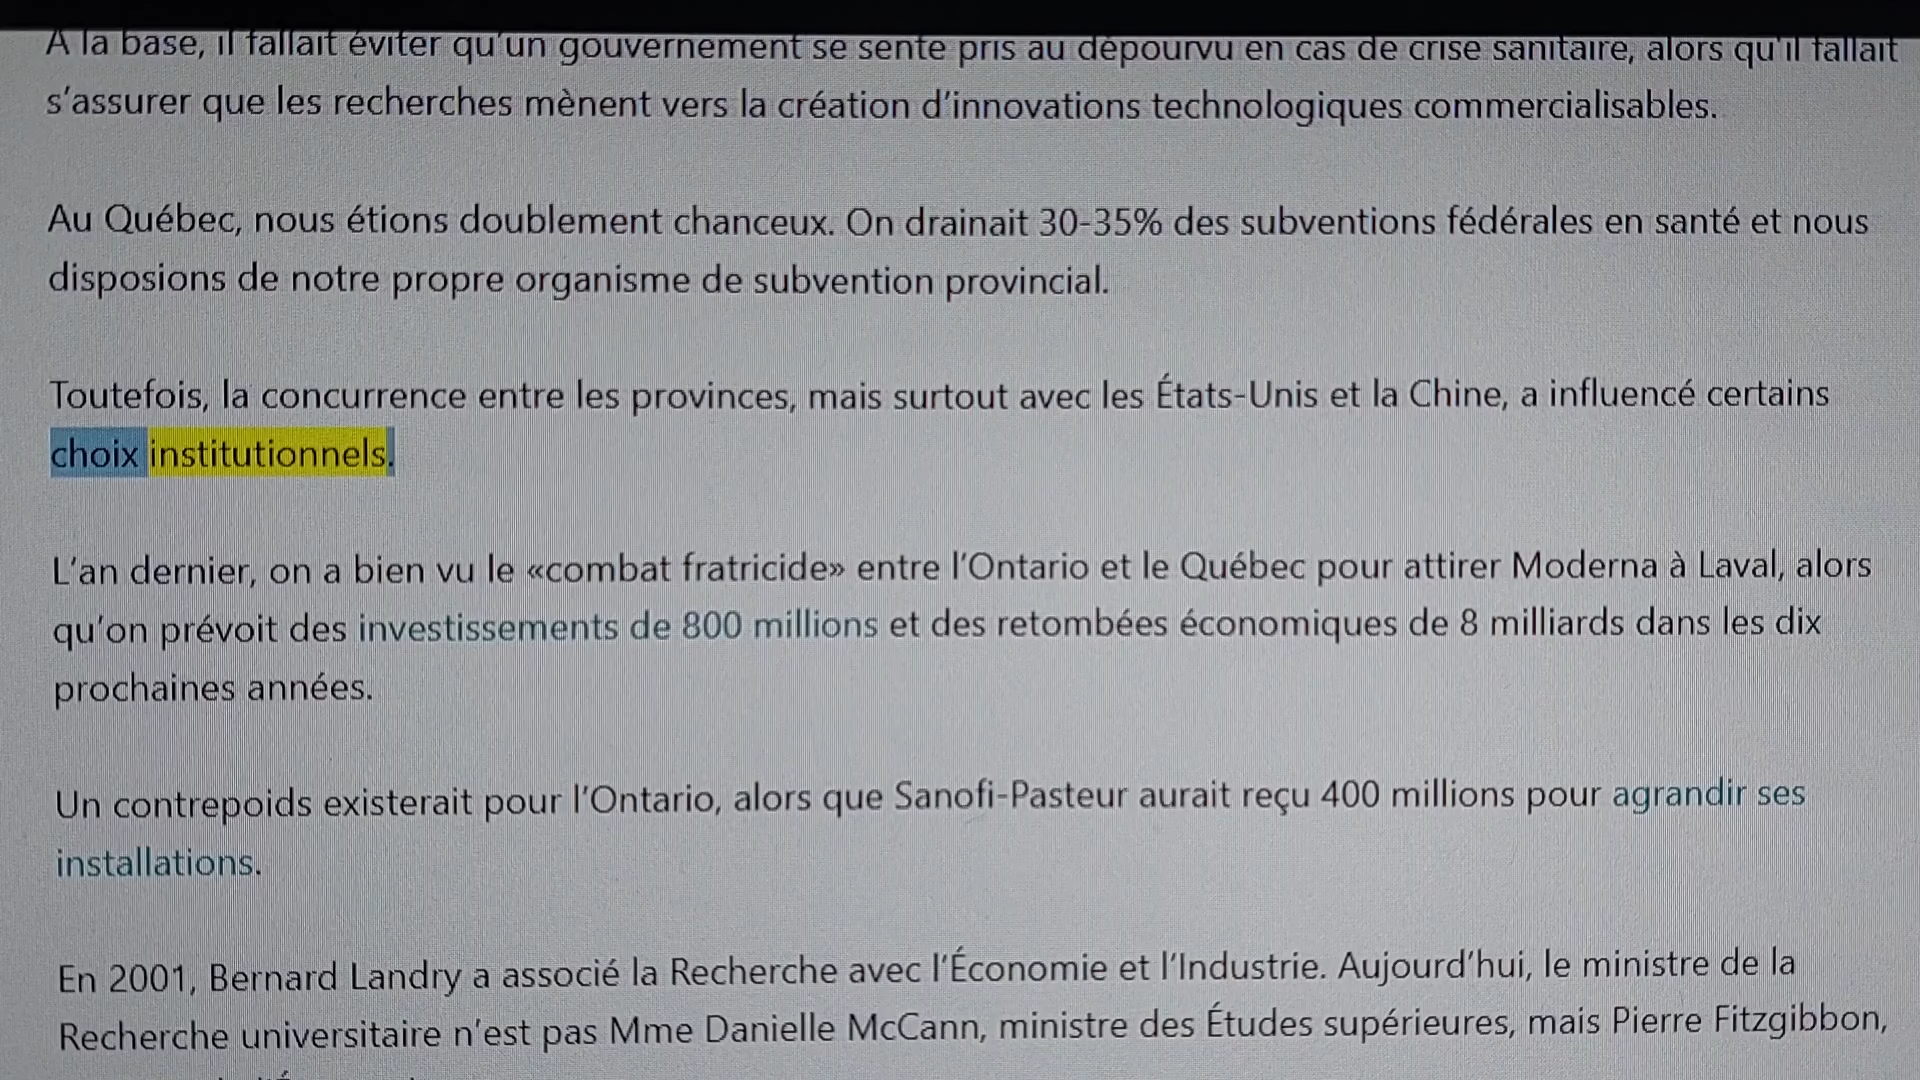 À la base, il fallait éviter qu'un gouvernement se sente pris au dépourvu en cas de crise sanitaire, alors qu'il fallait
s'assurer que les recherches mènent vers la création d'innovations technologiques commercialisables.
Au Québec, nous étions doublement chanceux. On drainait 30-35% des subventions fédérales en santé et nous
disposions de notre propre organisme de subvention provincial.
Toutefois, la concurrence entre les provinces, mais surtout avec les États-Unis et la Chine, a influencé certains
choix institutionnels.
L'an dernier, on a bien vu le «combat fratricide» entre l'Ontario et le Québec pour attirer Moderna à Laval, alors
qu'on prévoit des investissements de 800 millions et des retombées économiques de 8 milliards dans les dix
prochaines années.
Un contrepoids existerait pour l'Ontario, alors que Sanofi-Pasteur aurait reçu 400 millions pour agrandir ses
installations.
En 2001, Bernard Landry a associé la Recherche avec l'Économie et l'Industrie. Aujourd'hui, le ministre de la
Recherche universitaire n'est pas Mme Danielle McCann, ministre des Études supérieures, mais Pierre Fitzgibbon,